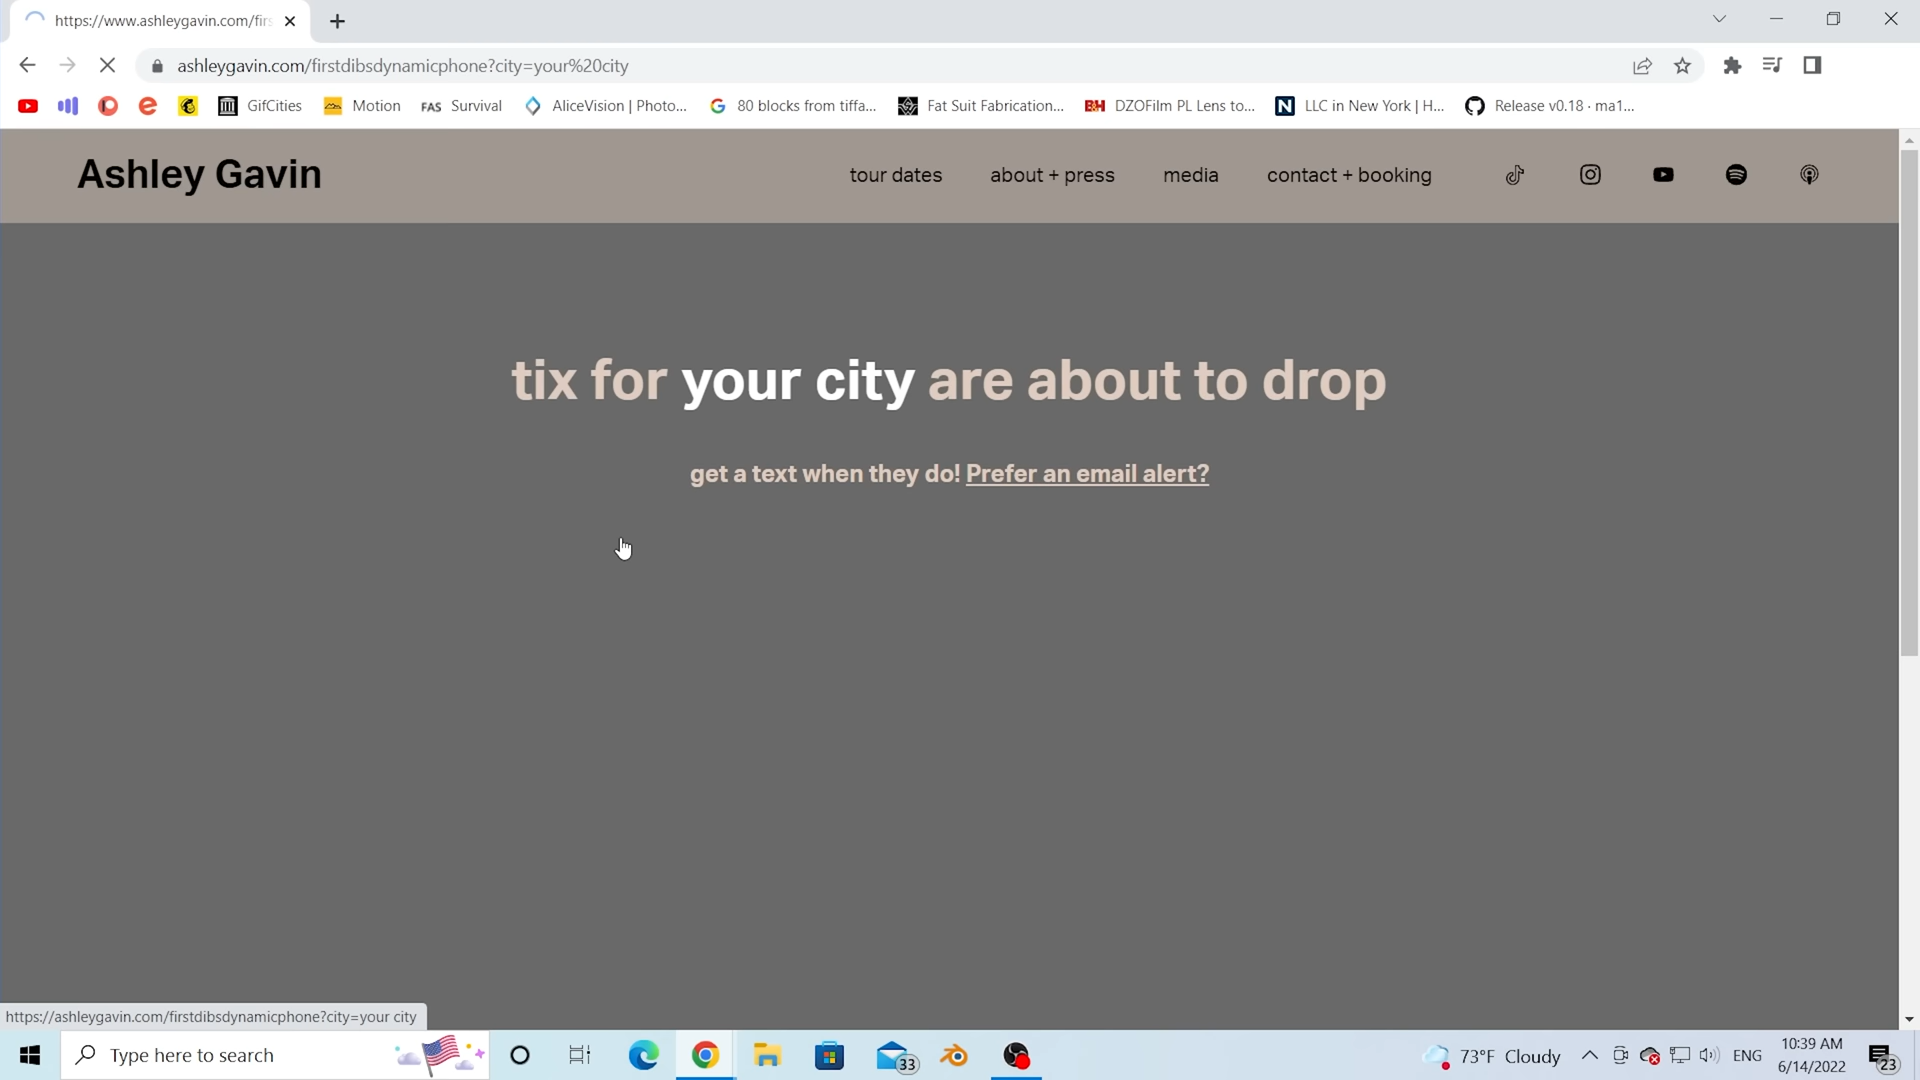 https://www.ashleygavin.com/firs
ashleygavin.com/firstdibsdynamicphone?city=your%20city
GifCities
Motion
FAS Survival
AliceVision | Photo...
80 blocks from tiffa...
Fat Suit Fabrication...
B&H DZOFilm PL Lens to...
N LLC in New York | H...
Release v0.18 · ma1...
Ashley Gavin
tour dates
about + press
media
contact + booking
tix for your city are about to drop
get a text when they do! Prefer an email alert?
https://ashleygavin.com/firstdibsdynamicphone?city=your city
Type here to search
33
73°F Cloudy
ENG
10:39 AM
6/14/2022
23